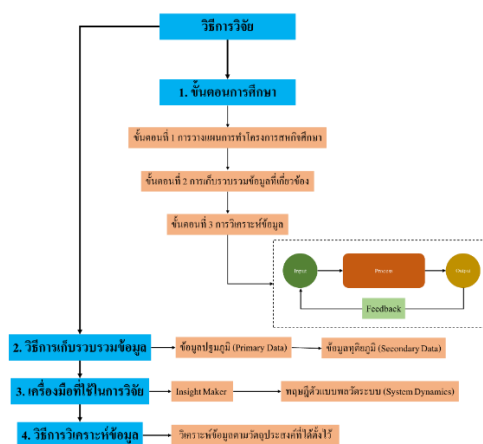 วิธีการวิจัย
1. ขั้นตอนการศึกษา
ขั้นตอนที่ 1 การวางแผนการทำโครงการสหกิจศึกษา
ขั้นตอนที่ 2 การเก็บรวบรวมข้อมูลที่เกี่ยวข้อง
ขั้นตอนที่ 3 การวิเคราะห์ข้อมูล
Input
Process
Output
Feedback
2. วิธีการเก็บรวบรวมข้อมูล
ข้อมูลปฐมภูมิ (Primary Data)
ข้อมูลทุติยภูมิ (Secondary Data)
3. เครื่องมือที่ใช้ในการวิจัย
Insight Maker
ทฤษฎีตัวแบบพลวัตระบบ (System Dynamics)
4. วิธีการวิเคราะห์ข้อมูล
วิเคราะห์ข้อมูลตามวัตถุประสงค์ที่ได้ตั้งไว้